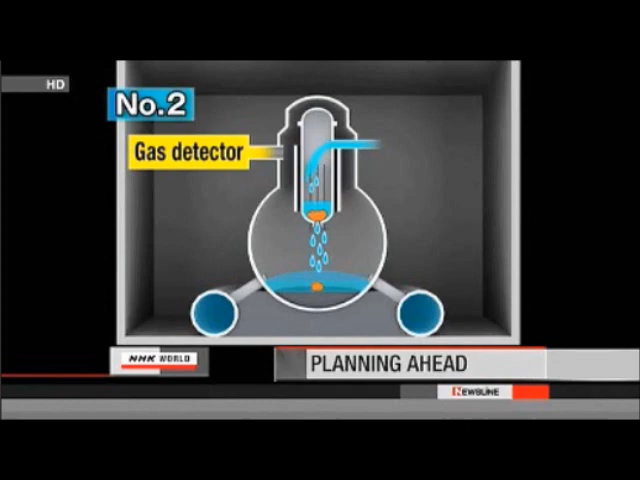 HD
No.2
Gas detector
NHK WORLD
PLANNING AHEAD
NEWSLINE